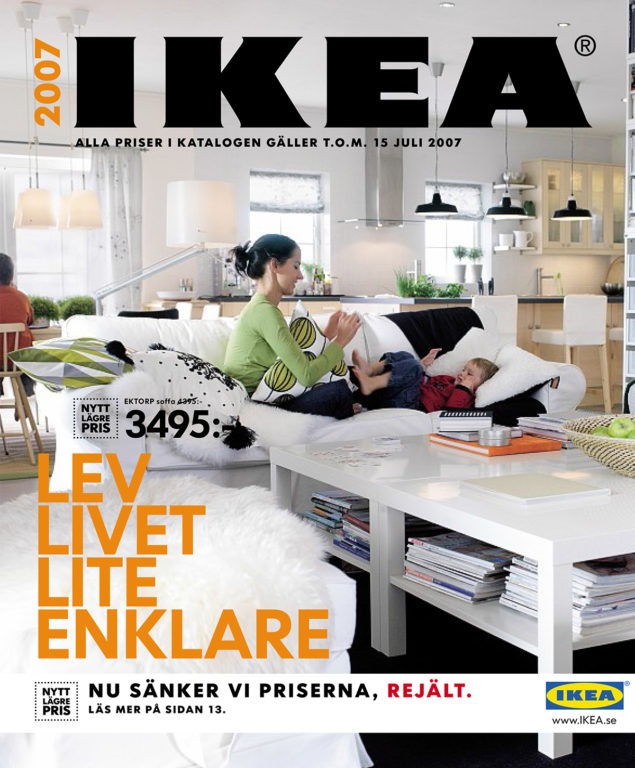 2007
IKEA®
ALLA PRISER I KATALOGEN GÄLLER T.O.M. 15 JULI 2007
NYTT
LÄGRE
PRIS
EKTORP soffa 4395:-
3495:-
LEV
LIVET
LITE
ENKLARE
NYTT
LÄGRE
PRIS
NU SÄNKER VI PRISERNA, REJÄLT.
LÄS MER PÅ SIDAN 13.
IKEA®
www.IKEA.se